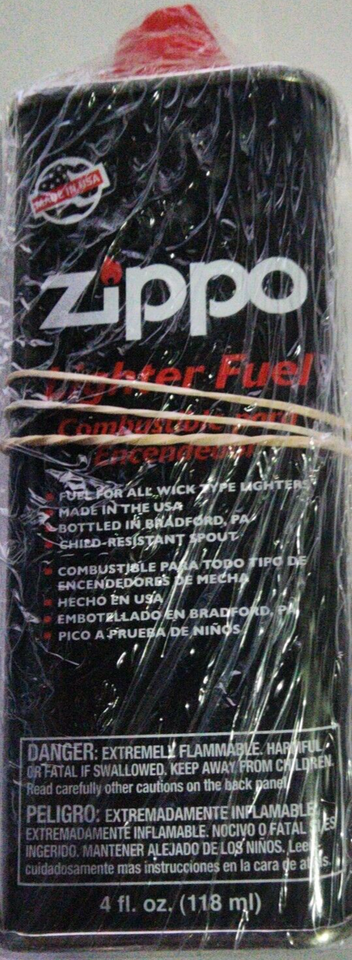 MADE IN USA
zippo
Lighter Fuel
Combustible para
Encendedor
FUEL FOR ALL WICK TYPE LIGHTERS
MADE IN THE USA
BOTTLED IN BRADFORD, PA
CHILD-RESISTANT SPOUT
COMBUSTIBLE PARA TODO TIPO DE
ENCENDEDORES DE MECHA
HECHO EN USA
EMBOTELLADO EN BRADFORD, PA
PICO A PRUEBA DE NIÑOS
DANGER: EXTREMELY FLAMMABLE. HARMFUL
OR FATAL IF SWALLOWED. KEEP AWAY FROM CHILDREN.
Read carefully other cautions on the back panel.
PELIGRO: EXTREMADAMENTE INFLAMABLE.
EXTREMADAMENTE INFLAMABLE. NOCIVO O FATAL SI ES
INGERIDO. MANTENER ALEJADO DE LOS NIÑOS. Leer
cuidadosamente mas instrucciones en la cara de atras.
4 fl. oz. (118 ml)